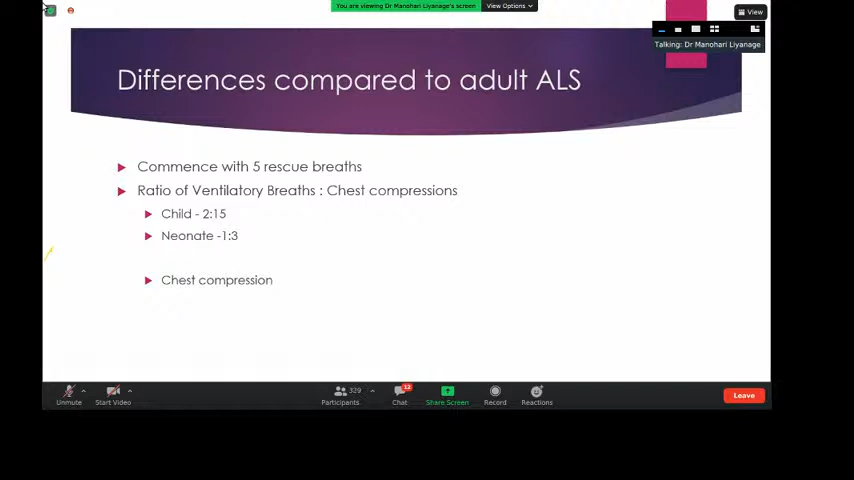 You are viewing Dr Manohari Liyanage's screen
View Options
View
Talking: Dr Manohari Liyanage
Differences compared to adult ALS
Commence with 5 rescue breaths
Ratio of Ventilatory Breaths : Chest compressions
Child - 2:15
Neonate -1:3
Chest compression
Unmute
Start Video
329
Participants
12
Chat
Share Screen
Record
Reactions
Leave